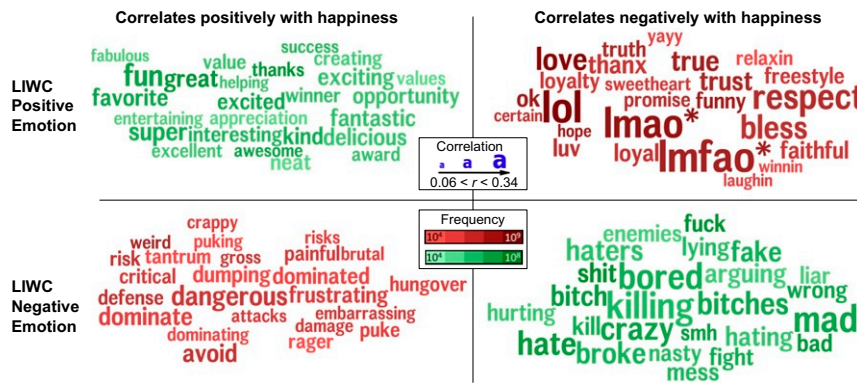 Correlates positively with happiness
Correlates negatively with happiness
LIWC
Positive
Emotion
fabulous
success
value
creating
fun
great
thanks
helping
exciting
values
favorite
excited
winner
opportunity
entertaining
appreciation
fantastic
super
interesting
kind
delicious
excellent
awesome
neat
award
yayy
truth
love
thanx
true
relaxin
loyalty
sweetheart
trust
freestyle
ok
lol
promise
funny
respect
certain
hope
lmao*
bless
luv
loyal
lmfao*
faithful
winnin
laughin
Correlation
a a a
0.06 < r < 0.34
Frequency
10⁴ 10⁹
10⁴ 10⁸
LIWC
Negative
Emotion
crappy
weird
puking
risks
risk
tantrum
gross
painful
brutal
critical
dumping
dominated
hungover
defense
dangerous
frustrating
dominate
attacks
embarrassing
dominating
damage
puke
avoid
rager
fuck
enemies
haters
lying
fake
shit
bored
arguing
liar
bitch
killing
bitches
wrong
hurting
mad
kill
crazy
smh
hating
bad
hate
broke
nasty
fight
mess